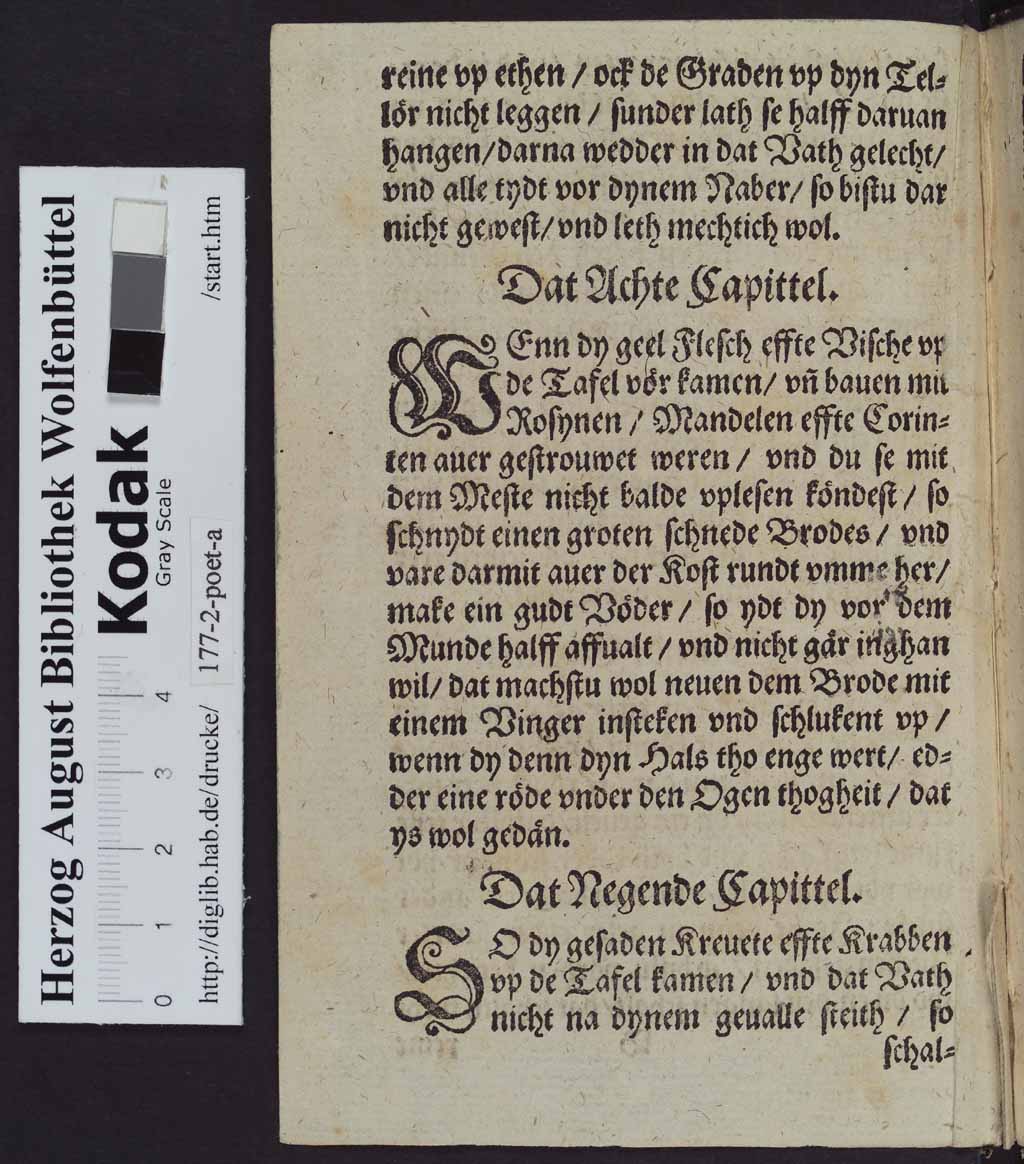 reine vp ethen / ock de Graden vp dyn Tel⸗
lör nicht leggen / ſunder lath ſe halff daruan
hangen/darna wedder in dat Vath gelecht/
vnd alle tydt vor dynem Naber/ ſo biſtu dar
nicht geweſt/vnd leth mechtich wol.
Dat Achte Capittel.
WEnn dy geel Fleſch effte Viſche vp
de Tafel vör kamen/ vn̄ bauen mit
Roſynen / Mandelen effte Corin⸗
ten auer geſtrouwet weren / vnd du ſe mit
dem Meſte nicht balde vpleſen köndeſt / ſo
ſchnydt einen groten ſchnede Brodes / vnd
vare darmit auer der Koſt rundt vmme her/
make ein gudt Vöder / ſo ydt dy vor dem
Munde halff affualt / vnd nicht gär inghan
wil/ dat machſtu wol neuen dem Brode mit
einem Vinger inſteken vnd ſchlukent vp /
wenn dy denn dyn Hals tho enge wert/ ed⸗
der eine röde vnder den Ogen thogheit / dat
ys wol gedän.
Dat Negende Capittel.
SO dy geſaden Kreuete effte Krabben
vp de Tafel kamen / vnd dat Vath
nicht na dynem geualle ſteith / ſo
ſchal⸗
Herzog August Bibliothek Wolfenbüttel
Kodak
Gray Scale
0 1 2 3 4
http://diglib.hab.de/drucke/ 177-2-poet-a /start.htm